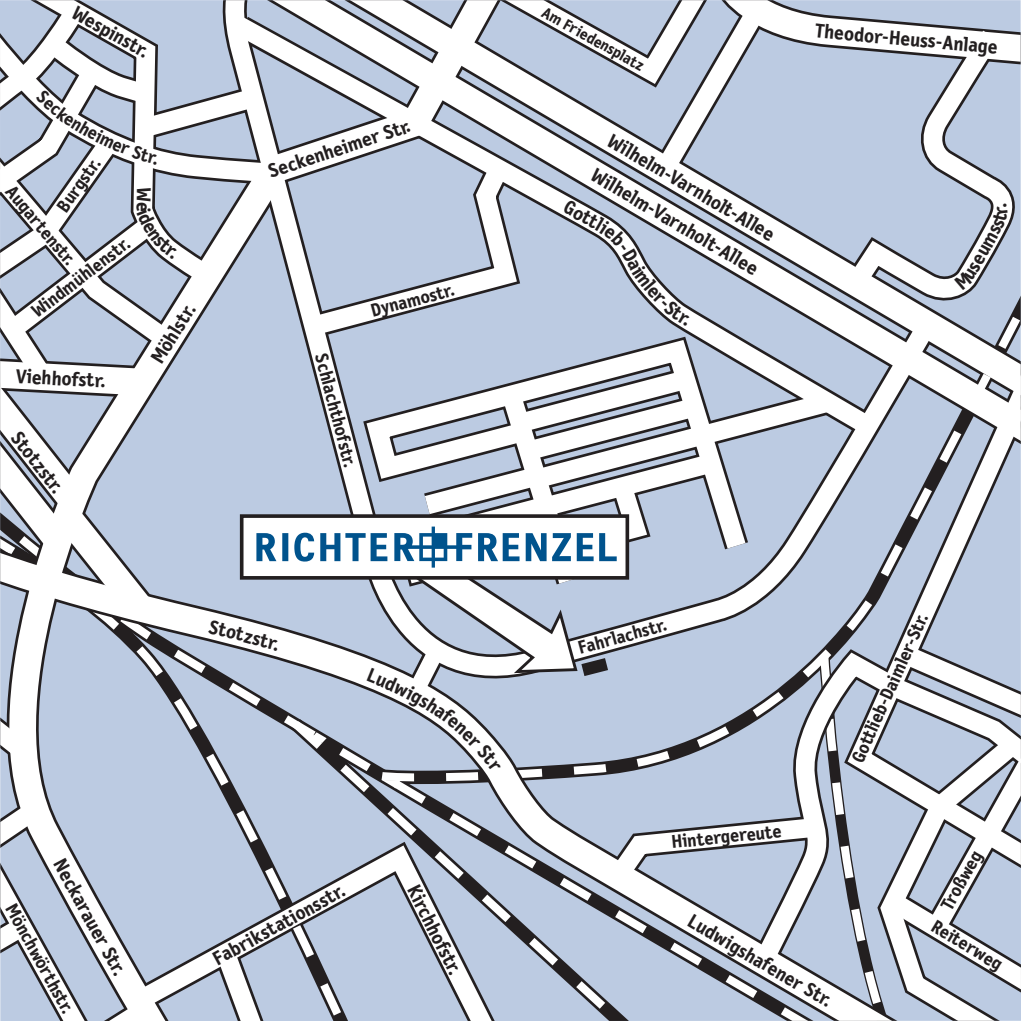 Wespinstr.
Am Friedensplatz
Theodor-Heuss-Anlage
Seckenheimer Str.
Seckenheimer Str.
Wilhelm-Varnholt-Allee
Wilhelm-Varnholt-Allee
Burgstr.
Augartenstr.
Weidenstr.
Windmühlenstr.
Gottlieb-Daimler-Str.
Museumsstr.
Dynamostr.
Möhlstr.
Viehhofstr.
Schlachthofstr.
Stotzstr.
RICHTER FRENZEL
Stotzstr.
Fahrlachstr.
Ludwigshafener Str
Gottlieb-Daimler-Str.
Hintergereute
Neckarauer Str.
Mönchwörthstr.
Fabrikstationsstr.
Kirchhofstr.
Troßweg
Reiterweg
Ludwigshafener Str.